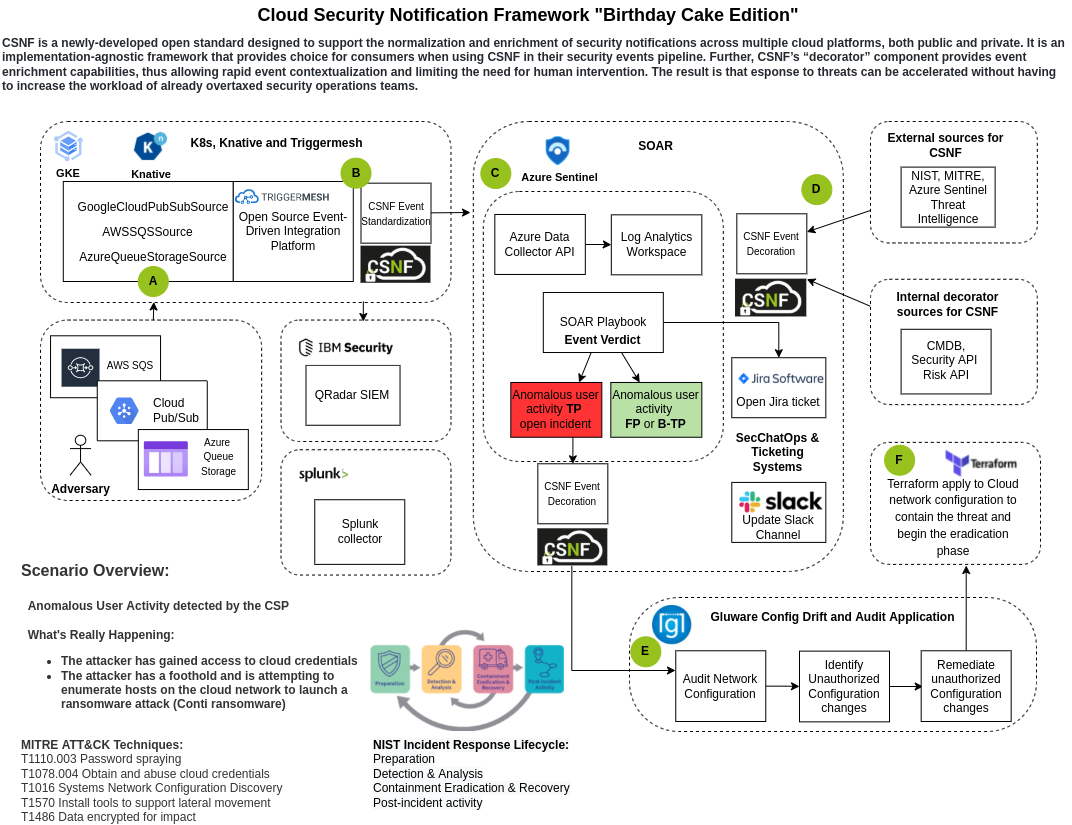 Cloud Security Notification Framework "Birthday Cake Edition"
CSNF is a newly-developed open standard designed to support the normalization and enrichment of security notifications across multiple cloud platforms, both public and private. It is an
implementation-agnostic framework that provides choice for consumers when using CSNF in their security events pipeline. Further, CSNF's “decorator” component provides event
enrichment capabilities, thus allowing rapid event contextualization and limiting the need for human intervention. The result is that esponse to threats can be accelerated without having
to increase the workload of already overtaxed security operations teams.
GKE
K
n
Knative
K8s, Knative and Triggermesh
B
GoogleCloudPubSubSource
AWSSQSSource
AzureQueueStorageSource
A
TRIGGERMESH
Open Source Event-
Driven Integration
Platform
CSNF Event
Standardization
CSNF
AWS SQS
Cloud
Pub/Sub
Azure
Queue
Storage
Adversary
IBM Security
QRadar SIEM
splunk>
Splunk
collector
C
Azure Sentinel
SOAR
D
Azure Data
Collector API
Log Analytics
Workspace
CSNF Event
Decoration
CSNF
SOAR Playbook
Event Verdict
Anomalous user
activity TP
open incident
Anomalous user
activity
FP or B-TP
Jira Software
Open Jira ticket
SecChatOps &
Ticketing
Systems
slack
Update Slack
Channel
CSNF Event
Decoration
CSNF
External sources for
CSNF
NIST, MITRE,
Azure Sentinel
Threat
Intelligence
Internal decorator
sources for CSNF
CMDB,
Security API
Risk API
F
Terraform
Terraform apply to Cloud
network configuration to
contain the threat and
begin the eradication
phase
E
lgl
Gluware Config Drift and Audit Application
Audit Network
Configuration
Identify
Unauthorized
Configuration
changes
Remediate
unauthorized
Configuration
changes
Scenario Overview:
Anomalous User Activity detected by the CSP
What's Really Happening:
• The attacker has gained access to cloud credentials
• The attacker has a foothold and is attempting to
enumerate hosts on the cloud network to launch a
ransomware attack (Conti ransomware)
Preparation
Detection &
Analysis
Containment
Eradication &
Recovery
Post-Incident
Activity
MITRE ATT&CK Techniques:
T1110.003 Password spraying
T1078.004 Obtain and abuse cloud credentials
T1016 Systems Network Configuration Discovery
T1570 Install tools to support lateral movement
T1486 Data encrypted for impact
NIST Incident Response Lifecycle:
Preparation
Detection & Analysis
Containment Eradication & Recovery
Post-incident activity